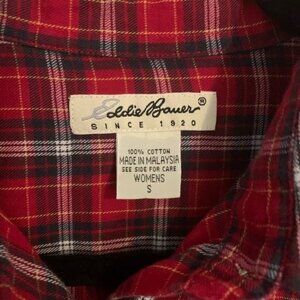 Eddie Bauer®
SINCE 1920
100% COTTON
MADE IN MALAYSIA
SEE SIDE FOR CARE
WOMENS
S